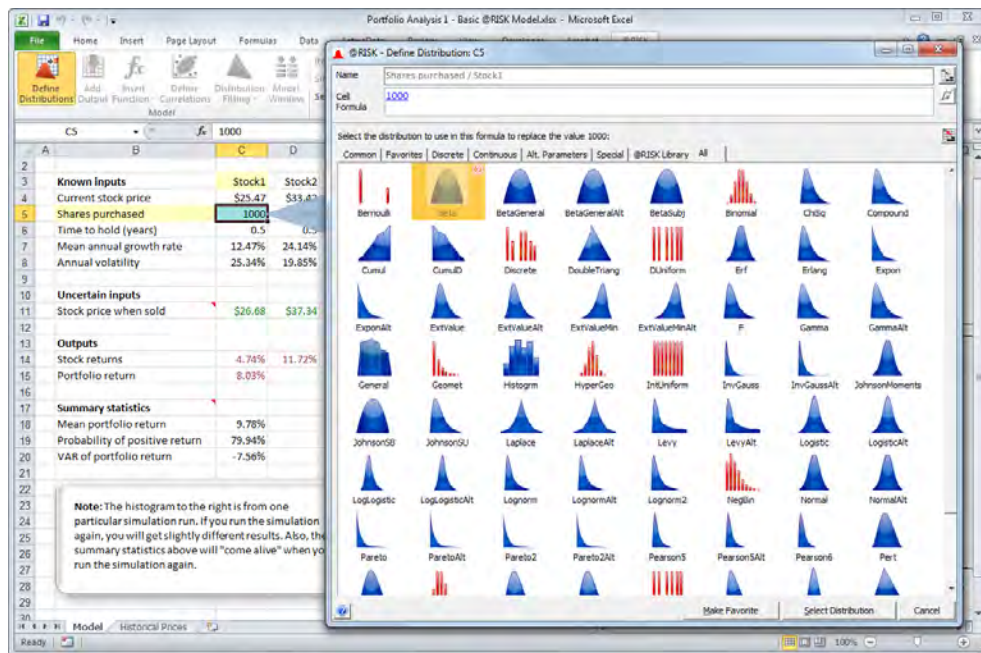 Portfolio Analysis 1 - Basic @RISK Model.xlsx - Microsoft Excel
File Home Insert Page Layout Formulas Data
Define Distributions
Add Output
Insert Function
Define Correlations
Distribution Fitting
Model Window
Model
C5 fx 1000
A B C D
2
3 Known inputs Stock1 Stock2
4 Current stock price $25.47
5 Shares purchased 1000
6 Time to hold (years) 0.5 0.5
7 Mean annual growth rate 12.47% 24.14%
8 Annual volatility 25.34% 19.85%
9
10 Uncertain inputs
11 Stock price when sold $26.68 $37.34
12
13 Outputs
14 Stock returns 4.74% 11.72%
15 Portfolio return 8.03%
16
17 Summary statistics
18 Mean portfolio return 9.78%
19 Probability of positive return 79.94%
20 VAR of portfolio return -7.56%
21
22
23
24
25
26
27
28
29
30
Note: The histogram to the right is from one
particular simulation run. If you run the simulation
again, you will get slightly different results. Also, the
summary statistics above will "come alive" when yo
run the simulation again.
Model Historical Prices
Ready 100%
@RISK - Define Distribution: C5
Name Shares purchased / Stock1
Cell Formula 1000
Select the distribution to use in this formula to replace the value 1000:
Common Favorites Discrete Continuous Alt. Parameters Special @RISK Library All
Bernoulli Beta BetaGeneral BetaGeneralAlt BetaSubj Binomial ChiSq Compound
Cumul CumulD Discrete DoubleTriang DUniform Erf Erlang Expon
ExponAlt ExtValue ExtValueAlt ExtValueMin ExtValueMinAlt F Gamma GammaAlt
General Geomet Histogrm HyperGeo IntUniform InvGauss InvGaussAlt JohnsonMoments
JohnsonSB JohnsonSU Laplace LaplaceAlt Levy LevyAlt Logistic LogisticAlt
LogLogistic LogLogisticAlt Lognorm LognormAlt Lognorm2 NegBin Normal NormalAlt
Pareto ParetoAlt Pareto2 Pareto2Alt Pearson5 Pearson5Alt Pearson6 Pert
Make Favorite Select Distribution Cancel